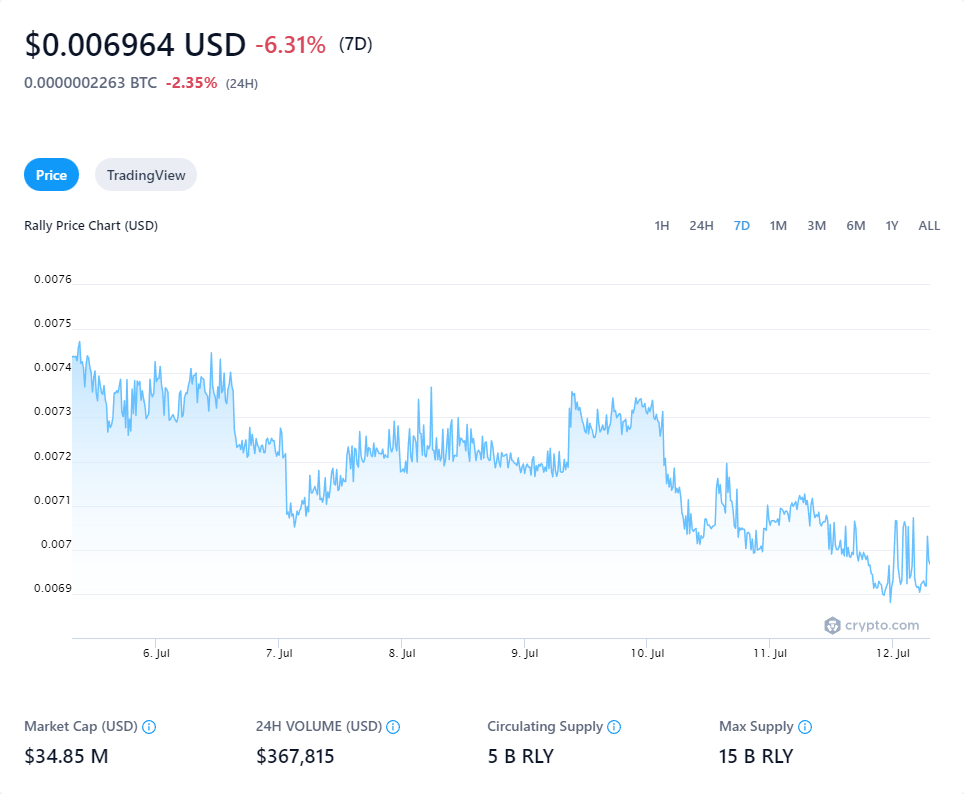 $0.006964 USD -6.31% (7D)
0.0000002263 BTC -2.35% (24H)
Price TradingView
Rally Price Chart (USD) 1H 24H 7D 1M 3M 6M 1Y ALL
0.0076
0.0075
0.0074
0.0073
0.0072
0.0071
0.007
0.0069
crypto.com
6. Jul 7. Jul 8. Jul 9. Jul 10. Jul 11. Jul 12. Jul
Market Cap (USD) 24H VOLUME (USD) Circulating Supply Max Supply
$34.85 M $367,815 5 B RLY 15 B RLY